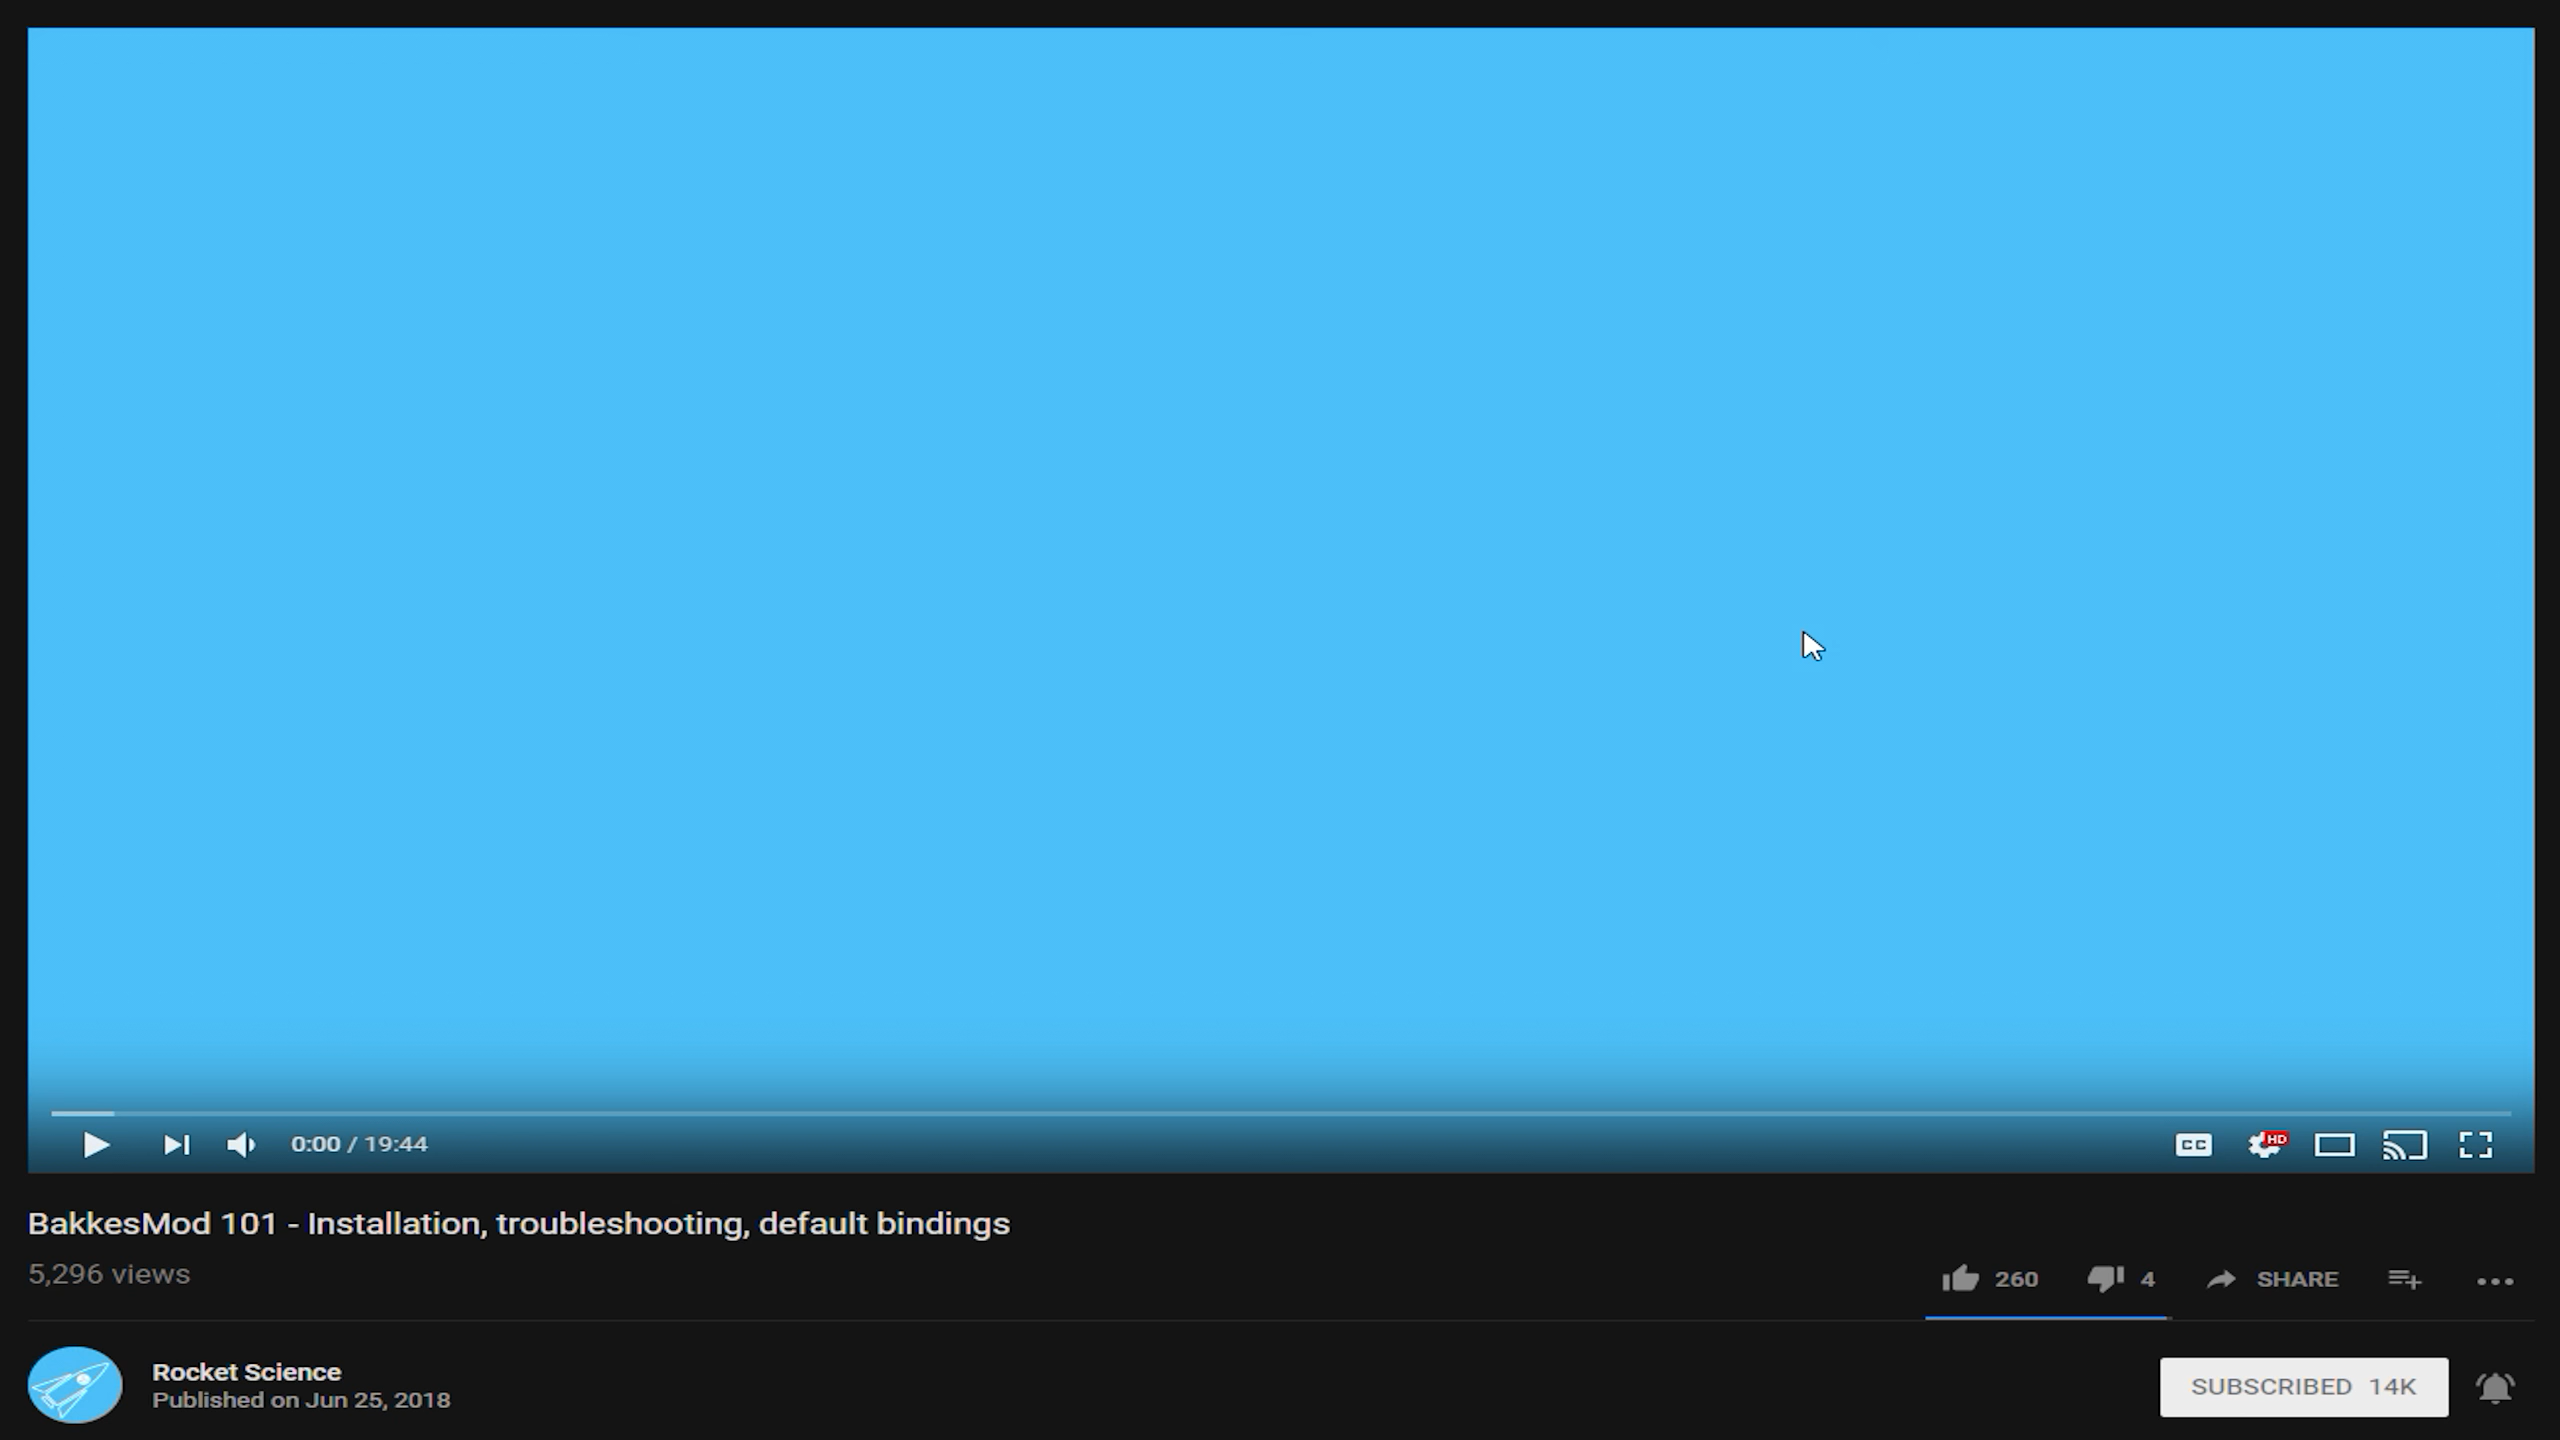 0:00 / 19:44
CC
HD
BakkesMod 101 - Installation, troubleshooting, default bindings
5,296 views
260
4
SHARE
Rocket Science
Published on Jun 25, 2018
SUBSCRIBED 14K